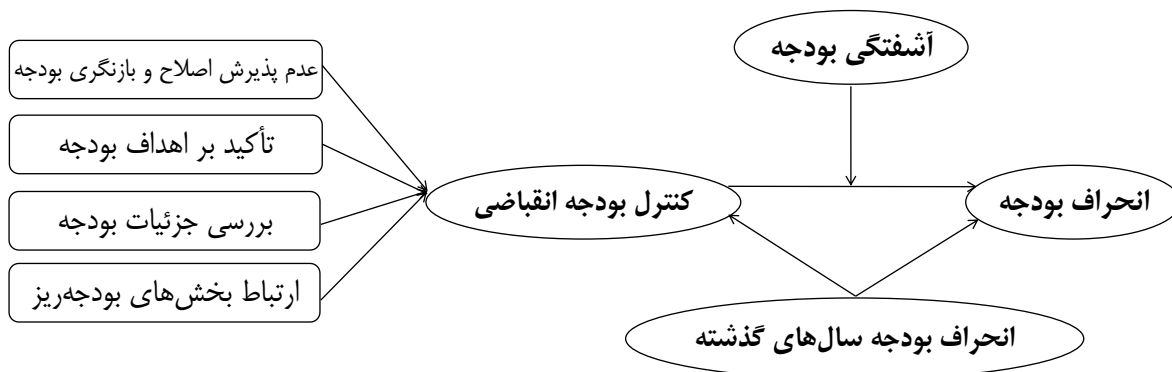 آشفتگی بودجه
عدم پذیرش اصلاح و بازنگری بودجه
تأکید بر اهداف بودجه
بررسی جزئیات بودجه
ارتباط بخش‌های بودجه‌ریز
کنترل بودجه انقباضی
انحراف بودجه
انحراف بودجه سال‌های گذشته